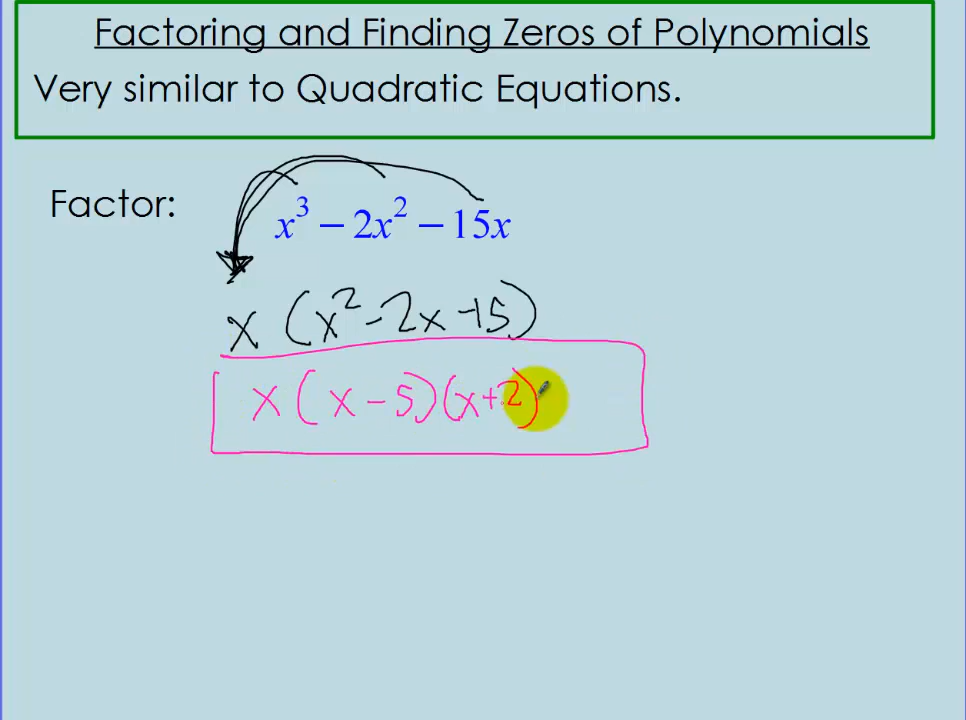 Factoring and Finding Zeros of Polynomials
Very similar to Quadratic Equations.
Factor: x³ − 2x² − 15x
x (x² - 2x - 15)
x (x - 5) (x + 2)